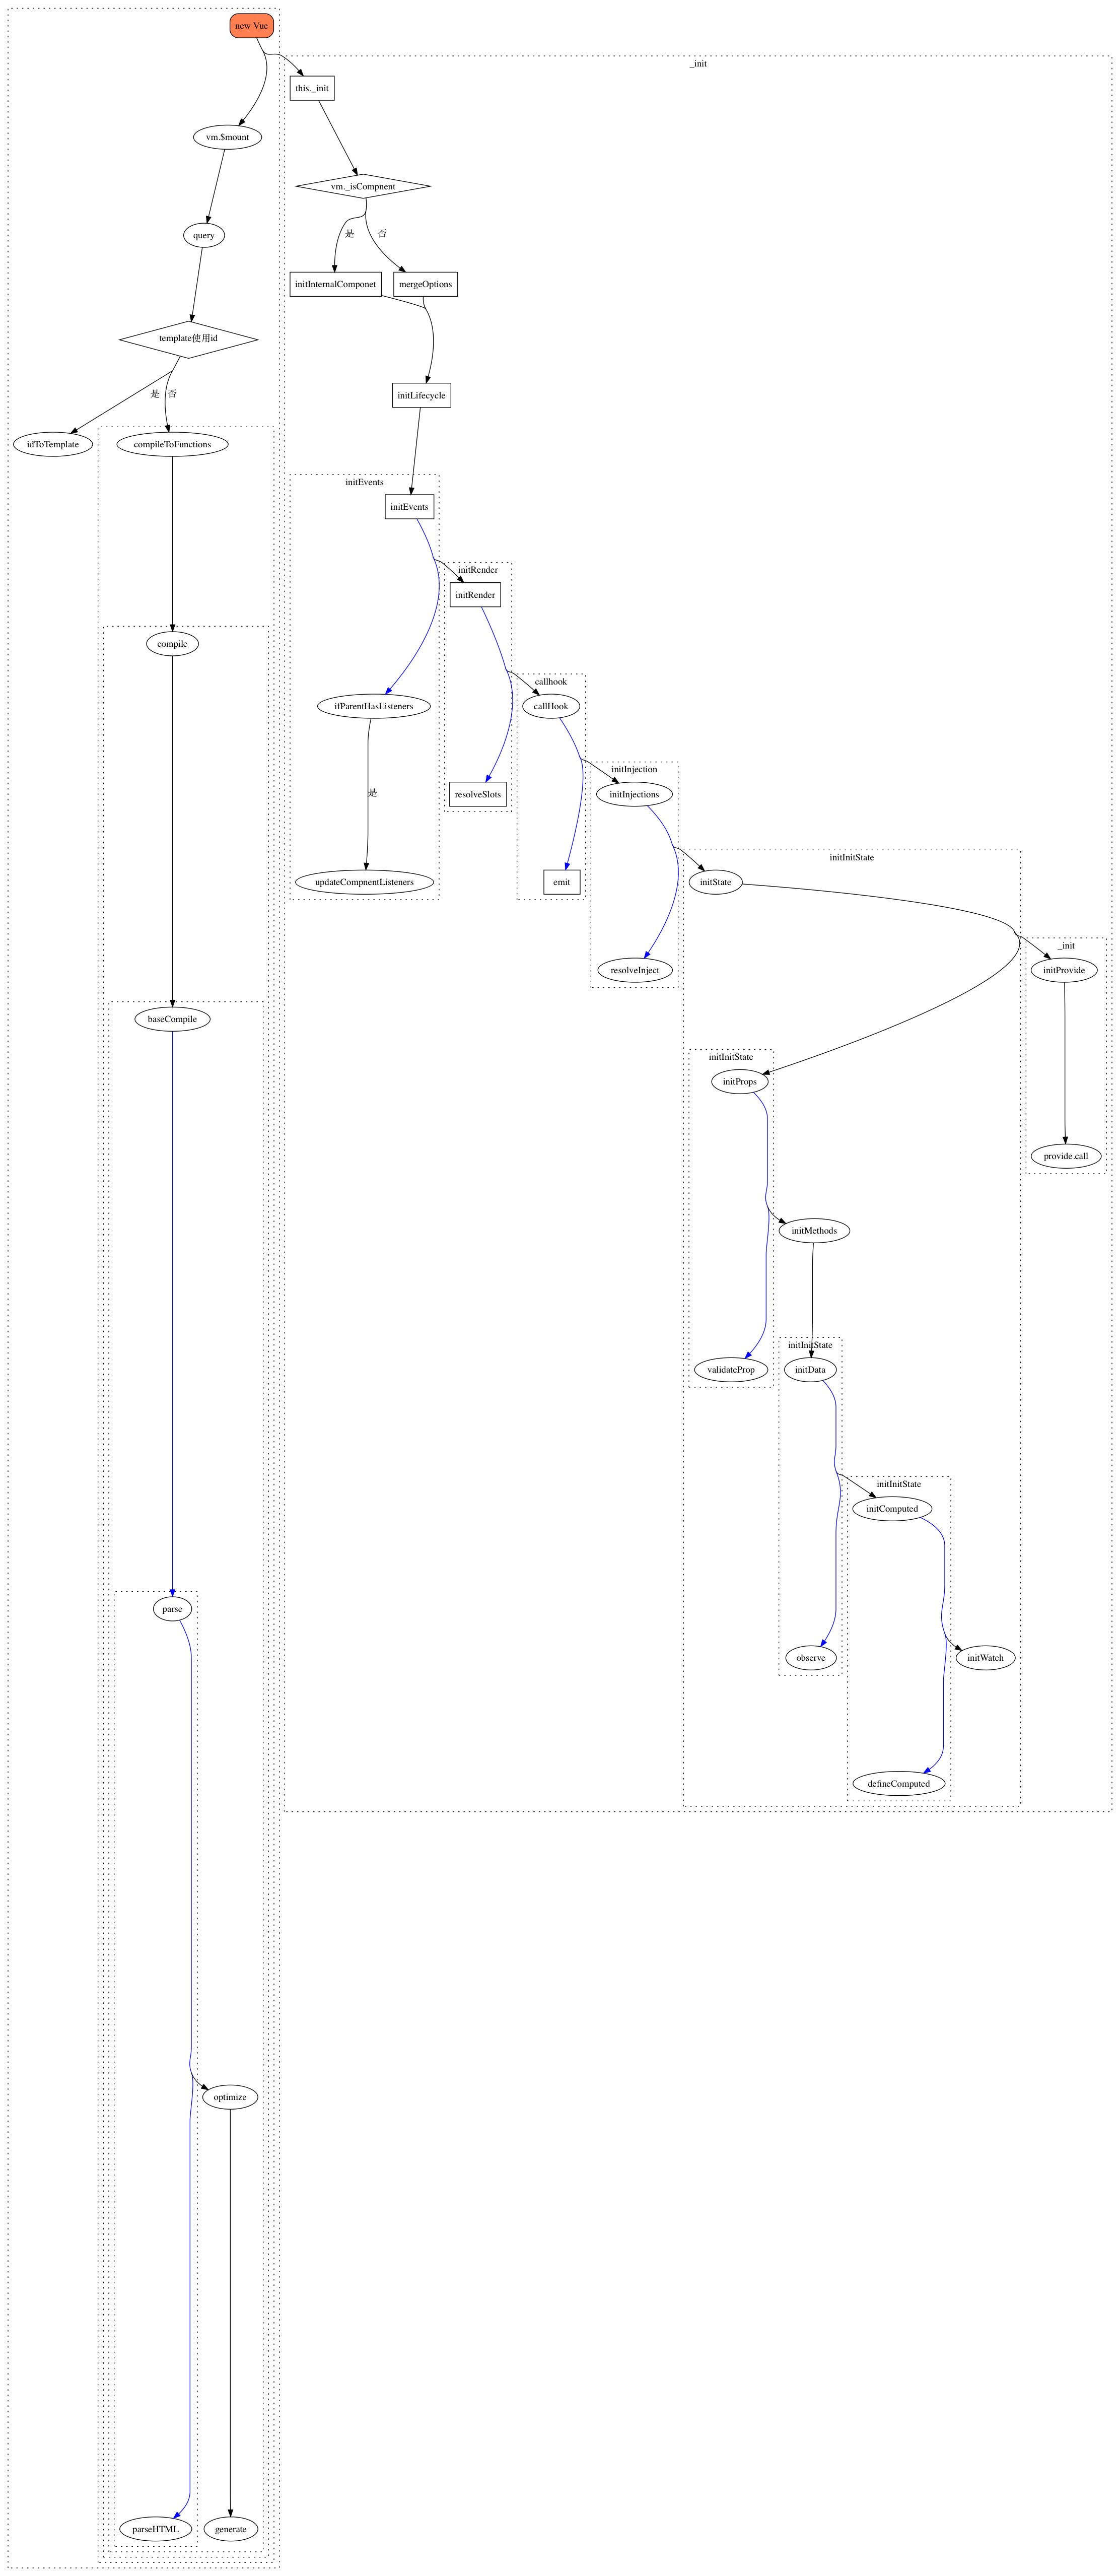 new Vue
_init
this._init
vm.$mount
vm._isCompnent
query
是
否
initInternalComponet
mergeOptions
template使用id
是
否
initLifecycle
idToTemplate
compileToFunctions
initEvents
initEvents
initRender
initRender
compile
callhook
ifParentHasListeners
callHook
initInjection
是
resolveSlots
initInjections
initInitState
updateCompnentListeners
emit
initState
_init
resolveInject
initProvide
baseCompile
initInitState
initProps
provide.call
initMethods
initInitState
validateProp
initData
initInitState
initComputed
parse
observe
initWatch
defineComputed
optimize
parseHTML
generate